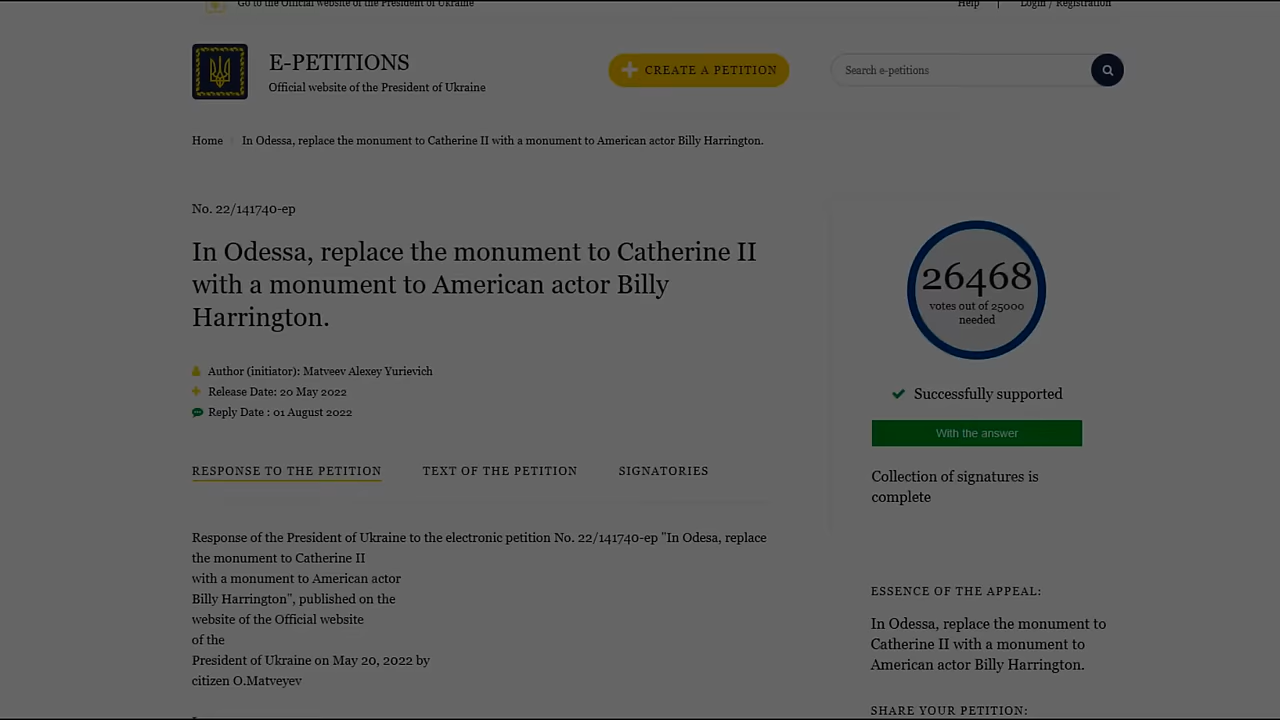 Go to the Official website of the President of Ukraine
Help | Login / Registration
E-PETITIONS
Official website of the President of Ukraine
CREATE A PETITION
Search e-petitions
Home
In Odessa, replace the monument to Catherine II with a monument to American actor Billy Harrington.
No. 22/141740-ep
In Odessa, replace the monument to Catherine II
with a monument to American actor Billy
Harrington.
Author (initiator): Matveev Alexey Yurievich
Release Date: 20 May 2022
Reply Date : 01 August 2022
26468
votes out of 25000
needed
Successfully supported
With the answer
Collection of signatures is
complete
RESPONSE TO THE PETITION
TEXT OF THE PETITION
SIGNATORIES
Response of the President of Ukraine to the electronic petition No. 22/141740-ep "In Odesa, replace
the monument to Catherine II
with a monument to American actor
Billy Harrington", published on the
website of the Official website
of the
President of Ukraine on May 20, 2022 by
citizen O.Matveyev
ESSENCE OF THE APPEAL:
In Odessa, replace the monument to
Catherine II with a monument to
American actor Billy Harrington.
SHARE YOUR PETITION: